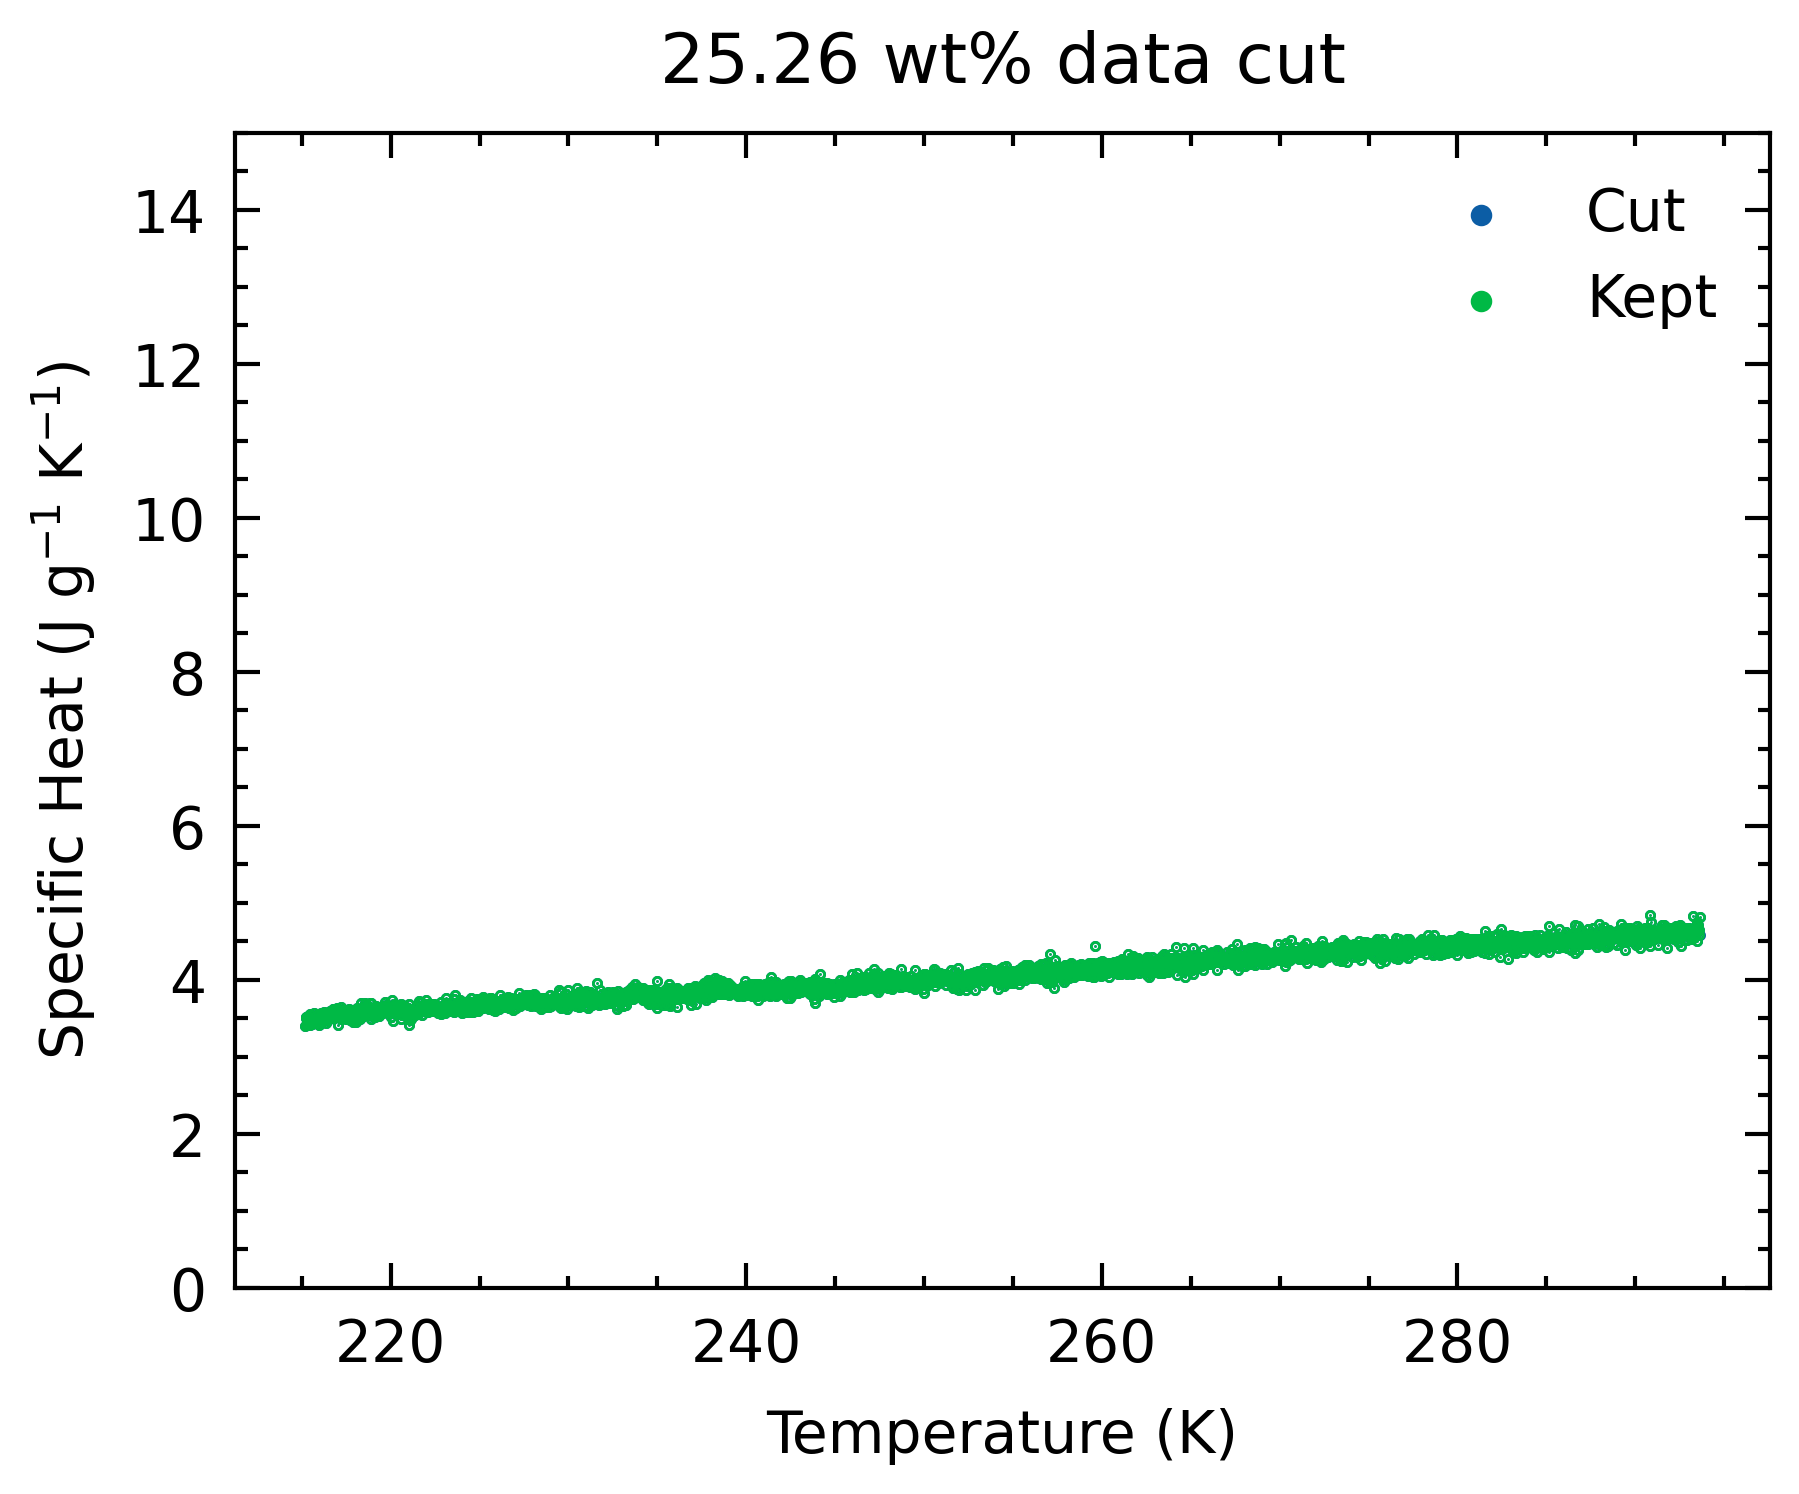 25.26 wt% data cut
Cut
Kept
14
12
10
8
6
4
2
0
220 240 260 280
Specific Heat (J g⁻¹ K⁻¹)
Temperature (K)